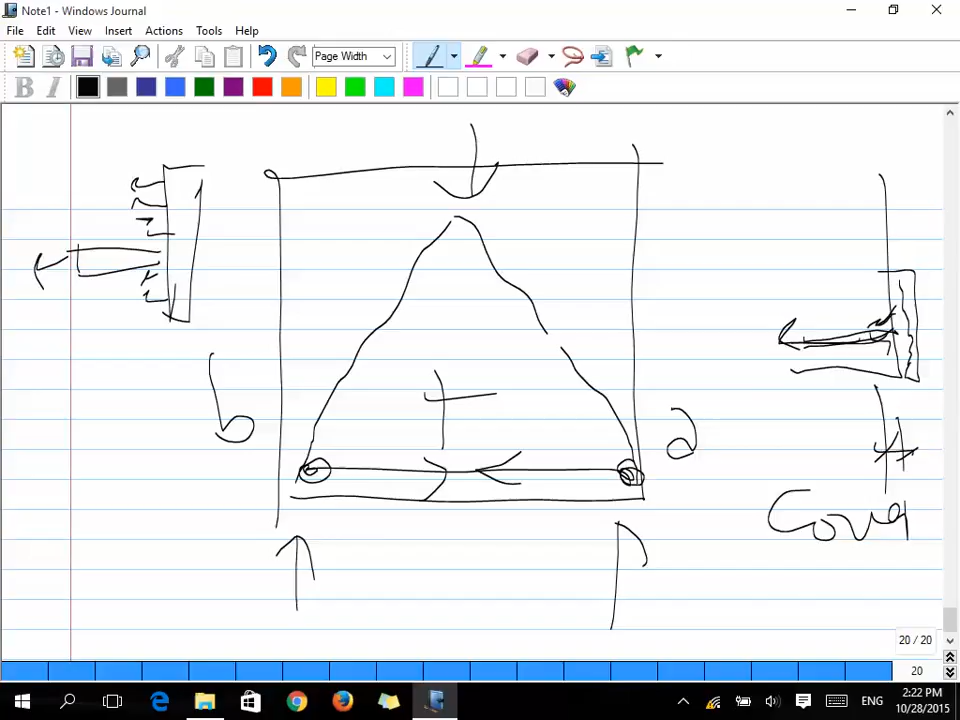 Note1 - Windows Journal
File Edit View Insert Actions Tools Help
Page Width
B I
b
a
20 / 20
20
ENG
2:22 PM
10/28/2015